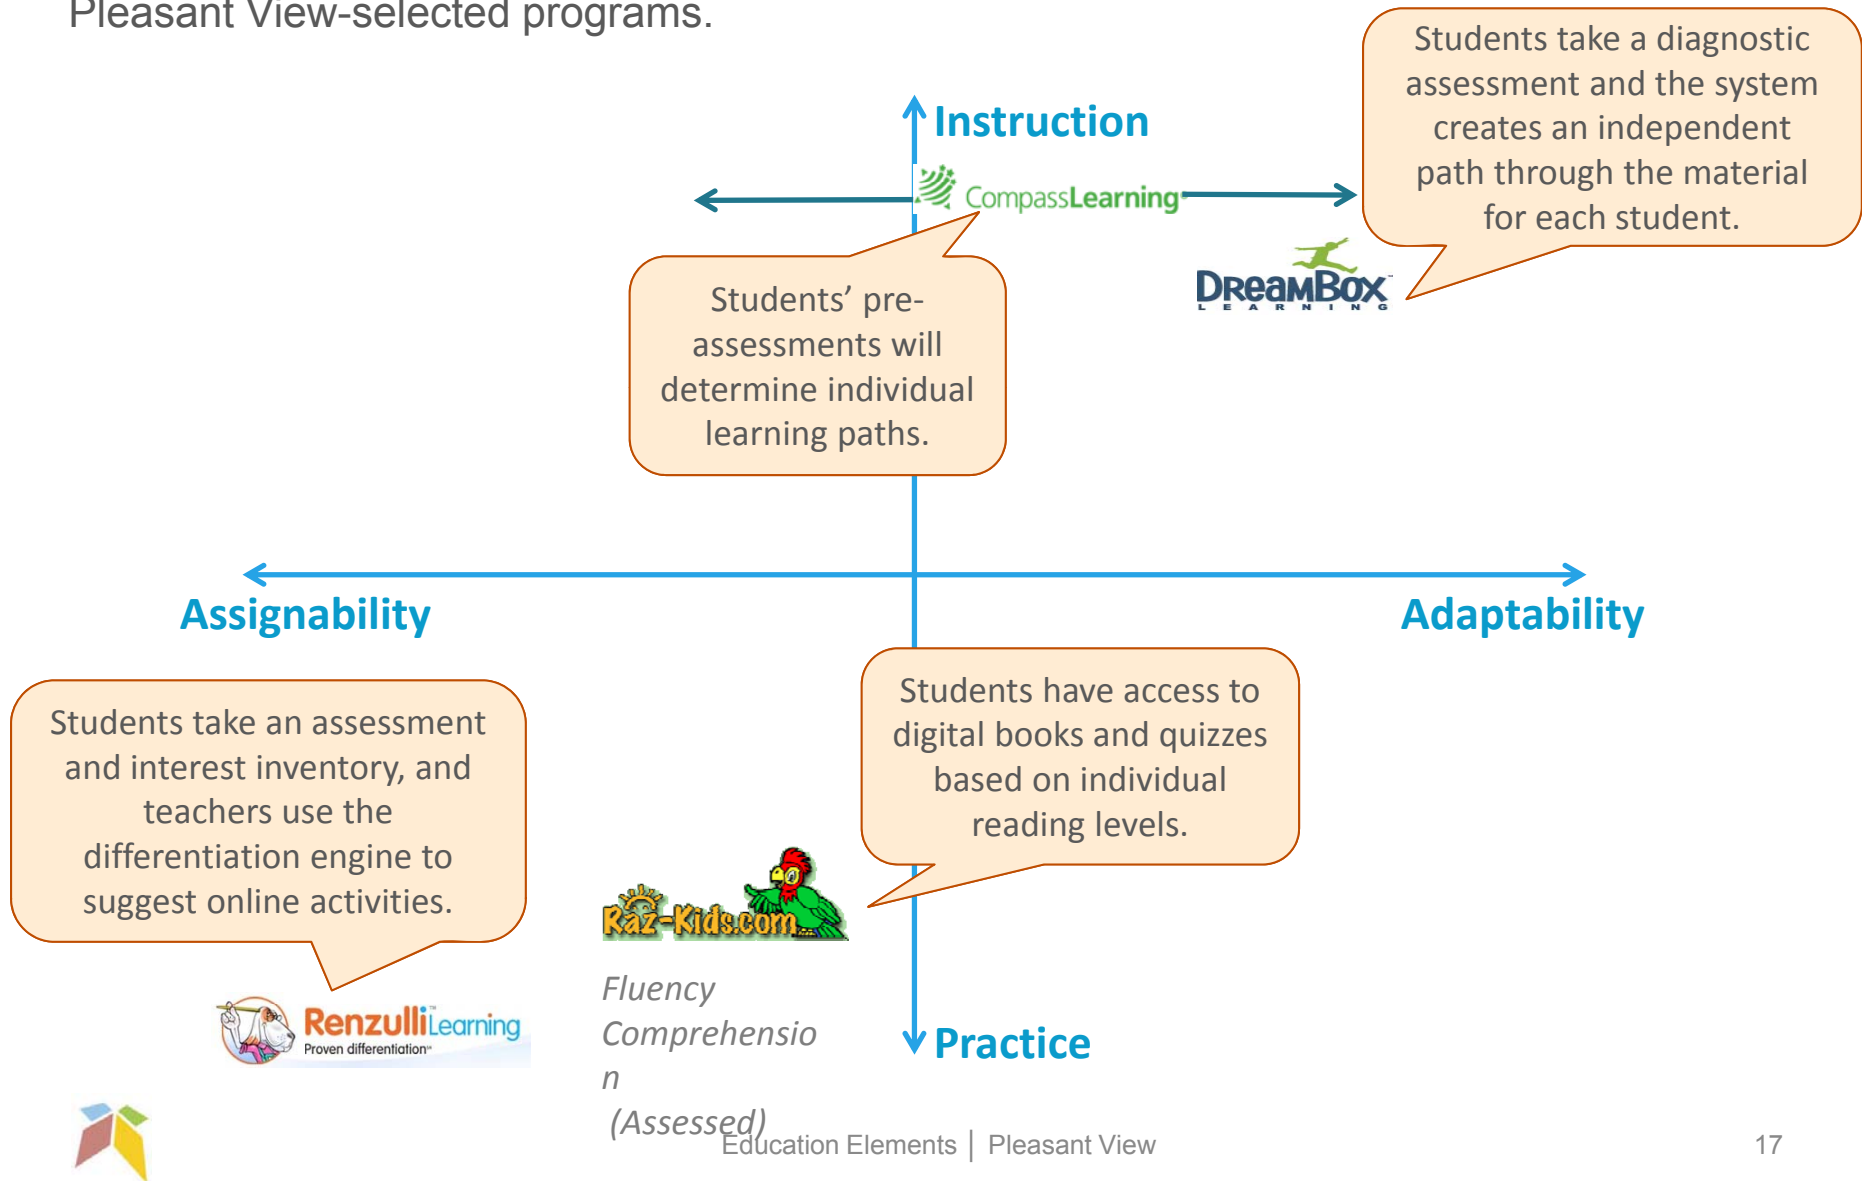 Pleasant View-selected programs.
Students take a diagnostic
assessment and the system
creates an independent
path through the material
for each student.
Instruction
CompassLearning
DreamBox
LEARNING
Students’ pre-
assessments will
determine individual
learning paths.
Assignability
Adaptability
Students have access to
digital books and quizzes
based on individual
reading levels.
Students take an assessment
and interest inventory, and
teachers use the
differentiation engine to
suggest online activities.
Raz-Kids.com
Fluency
Comprehensio
n
(Assessed)
RenzulliLearning
Proven differentiation℠
Practice
Education Elements | Pleasant View
17